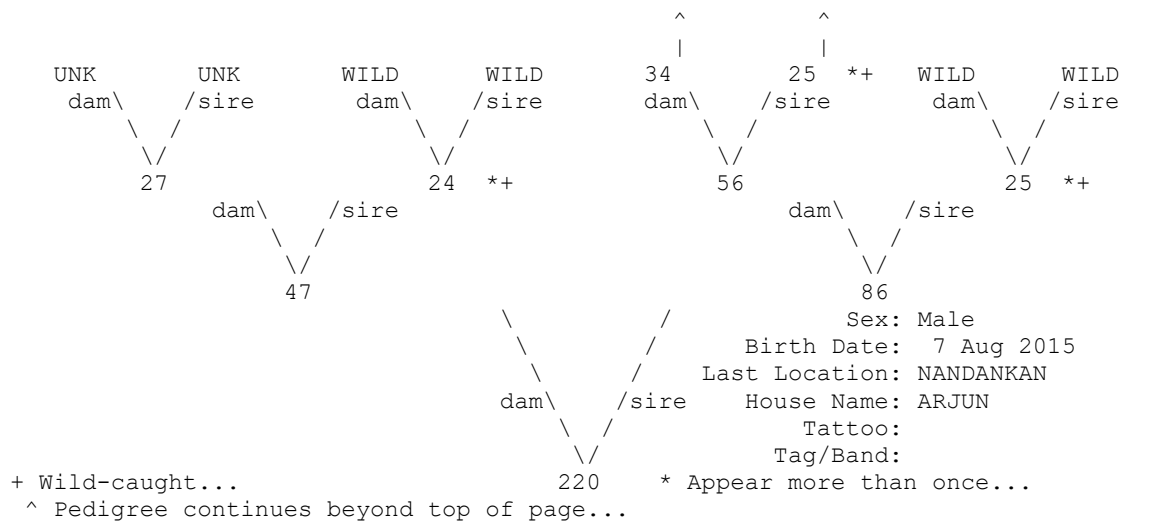 ^ ^
| |
UNK UNK WILD WILD 34 25 *+ WILD WILD
dam\ /sire dam\ /sire dam\ /sire dam\ /sire
\ / \ / \ / \ /
\/ \/ \/ \/
27 24 *+ 56 25 *+
dam\ /sire dam\ /sire
\ / \ /
\/ \/
47 86
\ / Sex: Male
\ / Birth Date: 7 Aug 2015
\ / Last Location: NANDANKAN
dam\ /sire House Name: ARJUN
\ / Tattoo:
\/ Tag/Band:
+ Wild-caught... 220 * Appear more than once...
^ Pedigree continues beyond top of page...